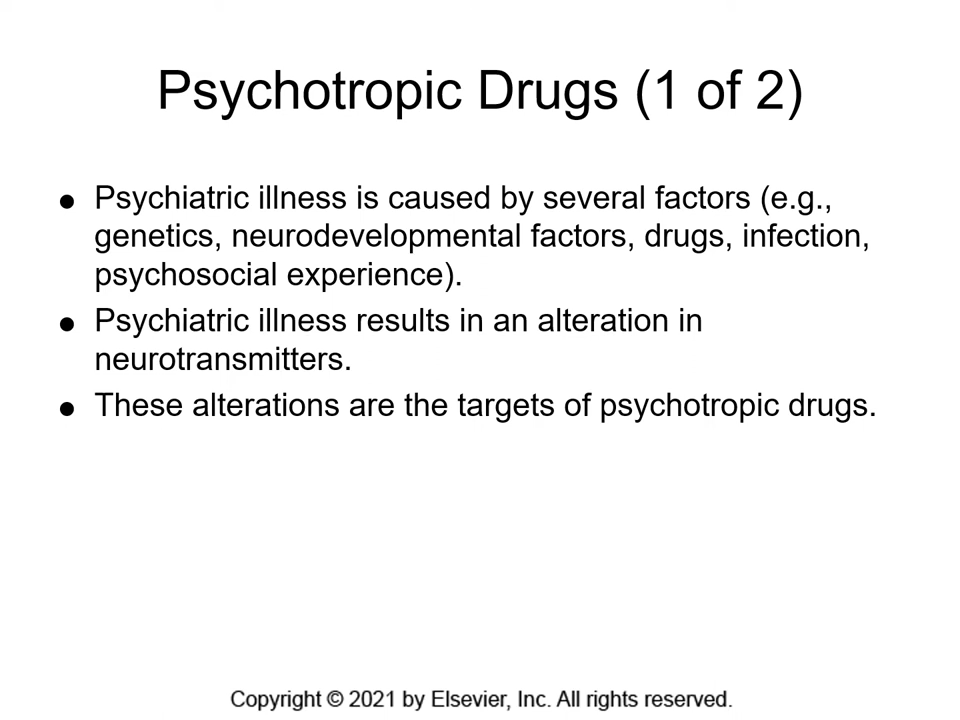 Psychotropic Drugs (1 of 2)
● Psychiatric illness is caused by several factors (e.g.,
genetics, neurodevelopmental factors, drugs, infection,
psychosocial experience).
● Psychiatric illness results in an alteration in
neurotransmitters.
● These alterations are the targets of psychotropic drugs.
Copyright © 2021 by Elsevier, Inc. All rights reserved.